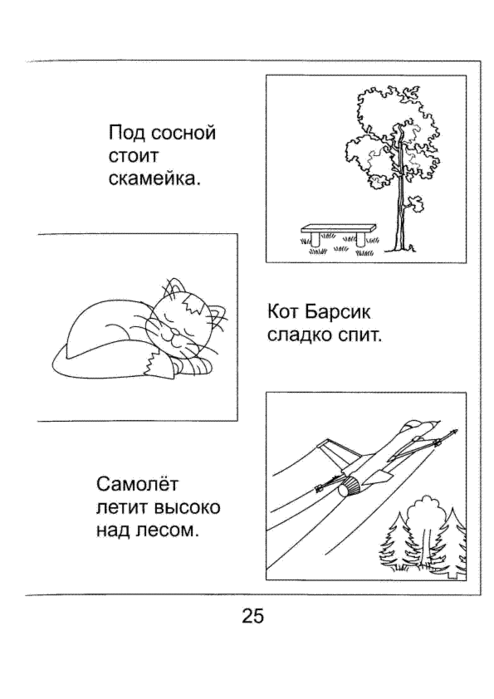 Под сосной
стоит
скамейка.
Кот Барсик
сладко спит.
Самолёт
летит высоко
над лесом.
25